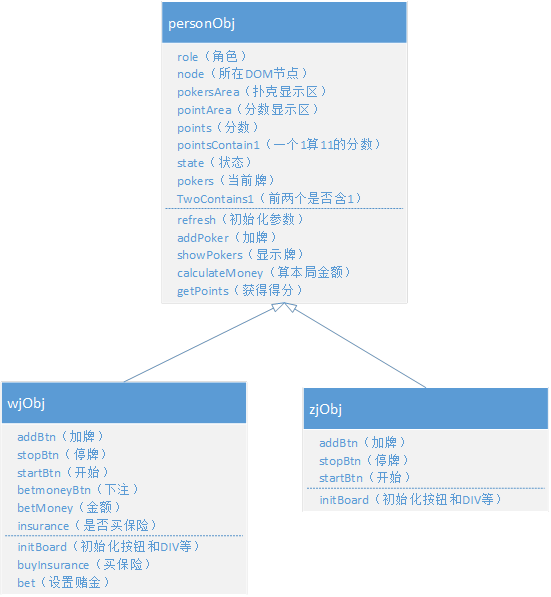 personObj
role（角色）
node（所在DOM节点）
pokersArea（扑克显示区）
pointArea（分数显示区）
points（分数）
pointsContain1（一个1算11的分数）
state（状态）
pokers（当前牌）
TwoContains1（前两个是否含1）
refresh（初始化参数）
addPoker（加牌）
showPokers（显示牌）
calculateMoney（算本局金额）
getPoints（获得得分）
wjObj
addBtn（加牌）
stopBtn（停牌）
startBtn（开始）
betmoneyBtn（下注）
betMoney（金额）
insurance（是否买保险）
initBoard（初始化按钮和DIV等）
buyInsurance（买保险）
bet（设置赌金）
zjObj
addBtn（加牌）
stopBtn（停牌）
startBtn（开始）
initBoard（初始化按钮和DIV等）